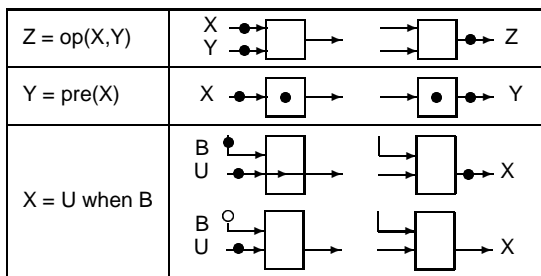 Z = op(X,Y)
X
Y
Z
Y = pre(X)
X
Y
X = U when B
B
U
X
B
U
X